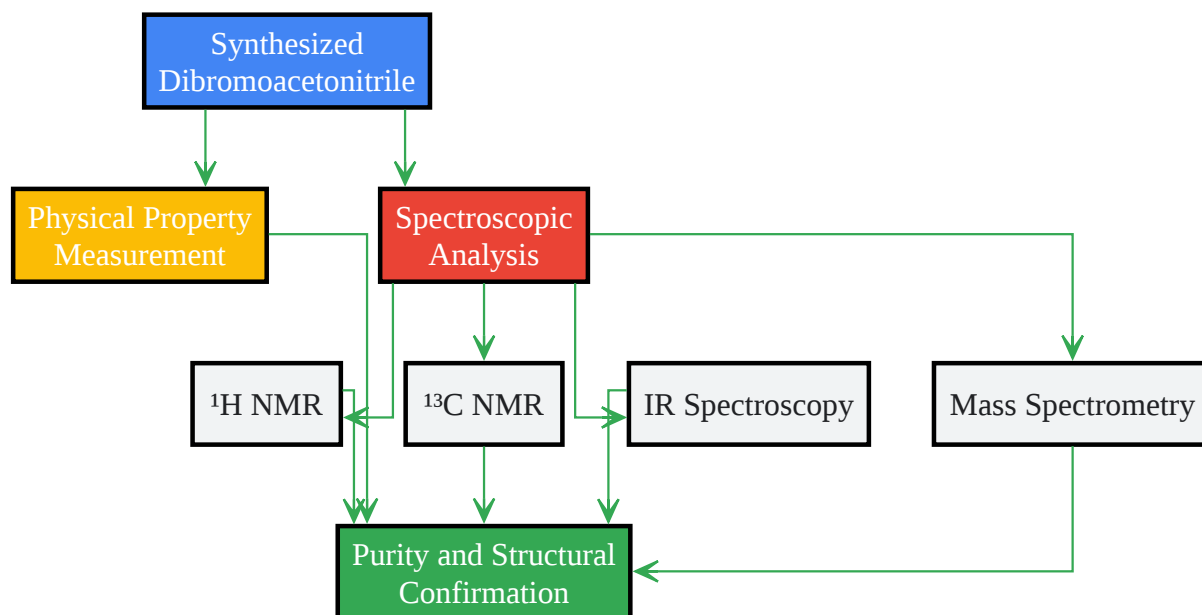 Synthesized
Dibromoacetonitrile
Physical Property
Measurement
Spectroscopic
Analysis
¹H NMR
¹³C NMR
IR Spectroscopy
Mass Spectrometry
Purity and Structural
Confirmation